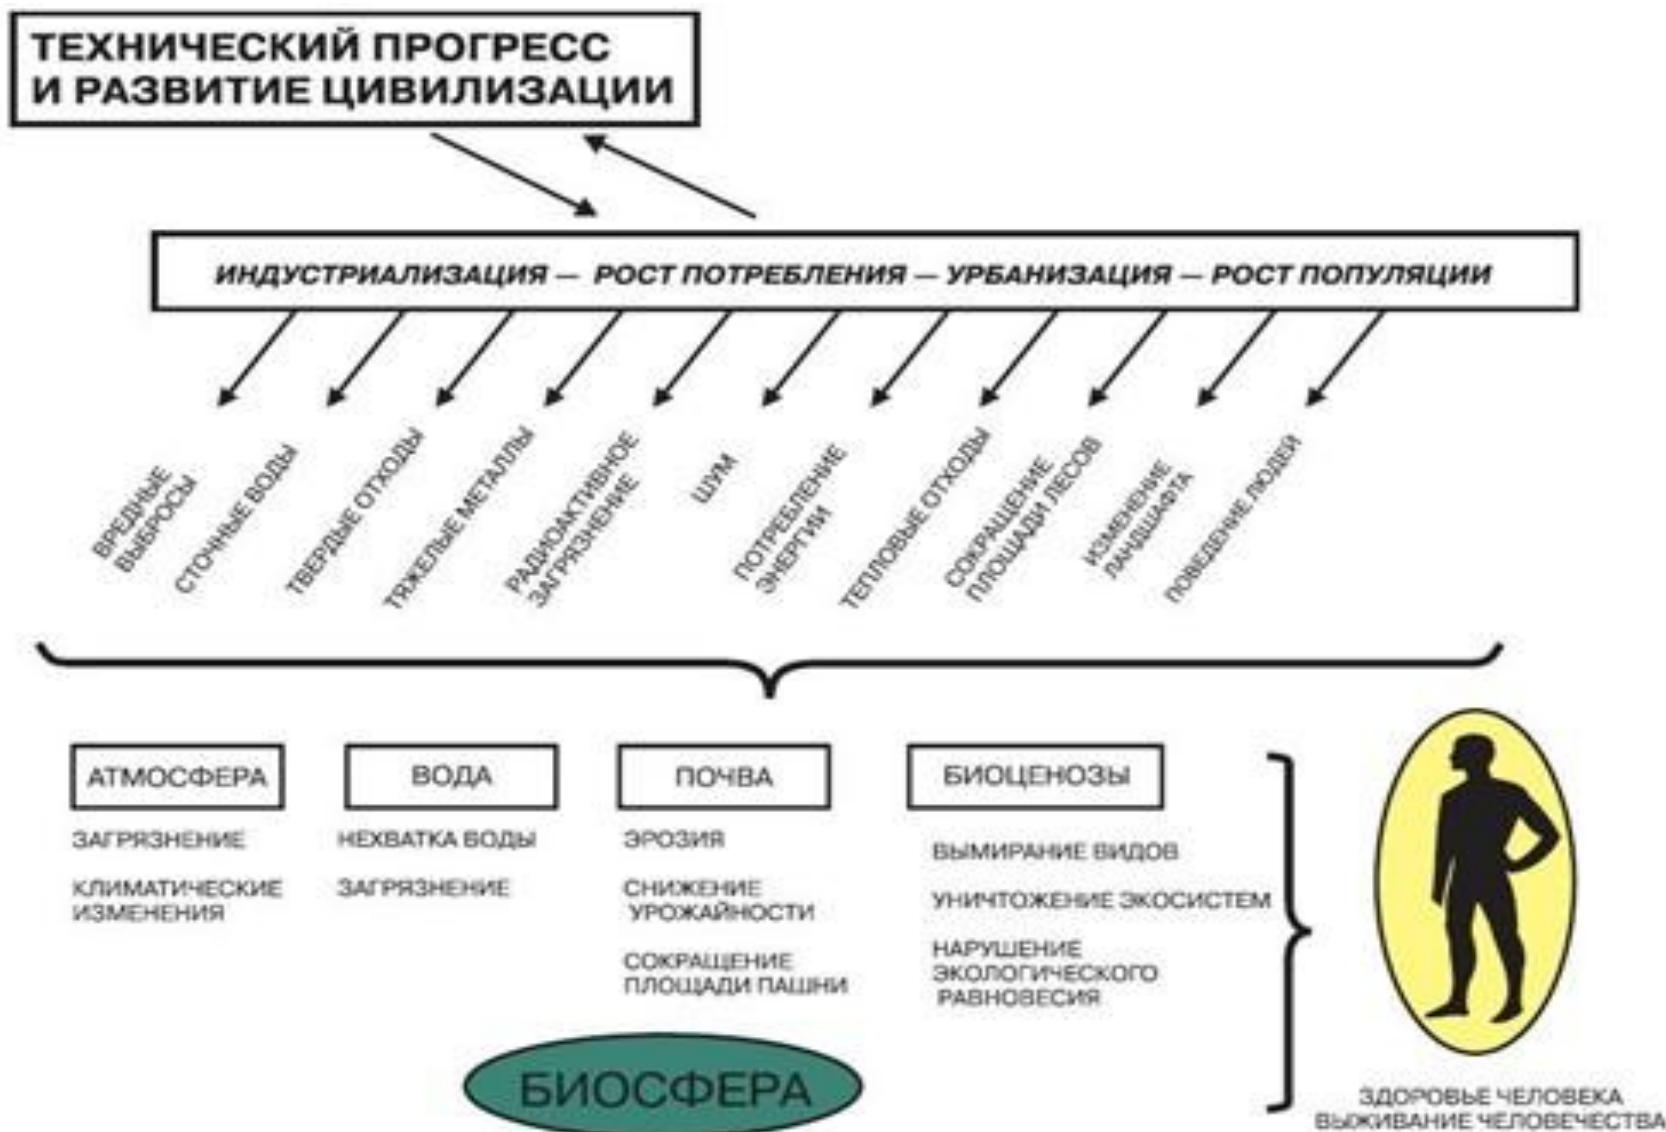 ТЕХНИЧЕСКИЙ ПРОГРЕСС
И РАЗВИТИЕ ЦИВИЛИЗАЦИИ
ИНДУСТРИАЛИЗАЦИЯ — РОСТ ПОТРЕБЛЕНИЯ — УРБАНИЗАЦИЯ — РОСТ ПОПУЛЯЦИИ
ВРЕДНЫЕ
ВЫБРОСЫ
СТОЧНЫЕ ВОДЫ
ТВЕРДЫЕ ОТХОДЫ
ТЯЖЕЛЫЕ МЕТАЛЛЫ
РАДИОАКТИВНОЕ
ЗАГРЯЗНЕНИЕ
ШУМ
ПОТРЕБЛЕНИЕ
ЭНЕРГИИ
ТЕПЛОВЫЕ ОТХОДЫ
СОКРАЩЕНИЕ
ПЛОЩАДИ ЛЕСОВ
ИЗМЕНЕНИЕ
ЛАНДШАФТА
ПОВЕДЕНИЕ ЛЮДЕЙ
АТМОСФЕРА
ЗАГРЯЗНЕНИЕ
КЛИМАТИЧЕСКИЕ
ИЗМЕНЕНИЯ
ВОДА
НЕХВАТКА ВОДЫ
ЗАГРЯЗНЕНИЕ
ПОЧВА
ЭРОЗИЯ
СНИЖЕНИЕ
УРОЖАЙНОСТИ
СОКРАЩЕНИЕ
ПЛОЩАДИ ПАШНИ
БИОЦЕНОЗЫ
ВЫМИРАНИЕ ВИДОВ
УНИЧТОЖЕНИЕ ЭКОСИСТЕМ
НАРУШЕНИЕ
ЭКОЛОГИЧЕСКОГО
РАВНОВЕСИЯ
БИОСФЕРА
ЗДОРОВЬЕ ЧЕЛОВЕКА
ВЫЖИВАНИЕ ЧЕЛОВЕЧЕСТВА